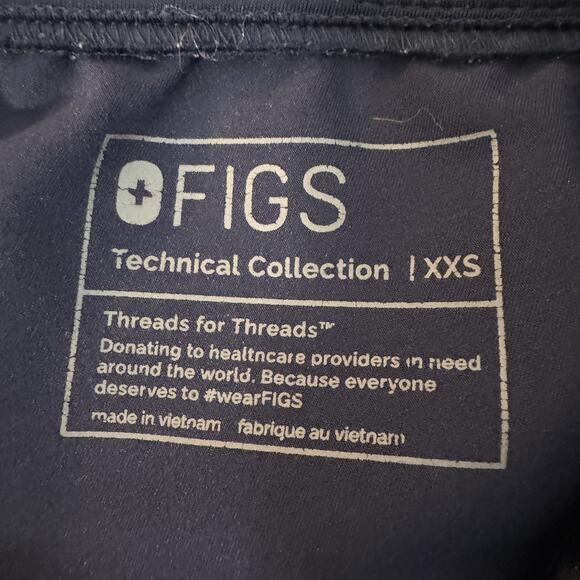 FIGS
Technical Collection | XXS
Threads for Threads™
Donating to healthcare providers in need
around the world. Because everyone
deserves to #wearFIGS
made in vietnam fabrique au vietnam